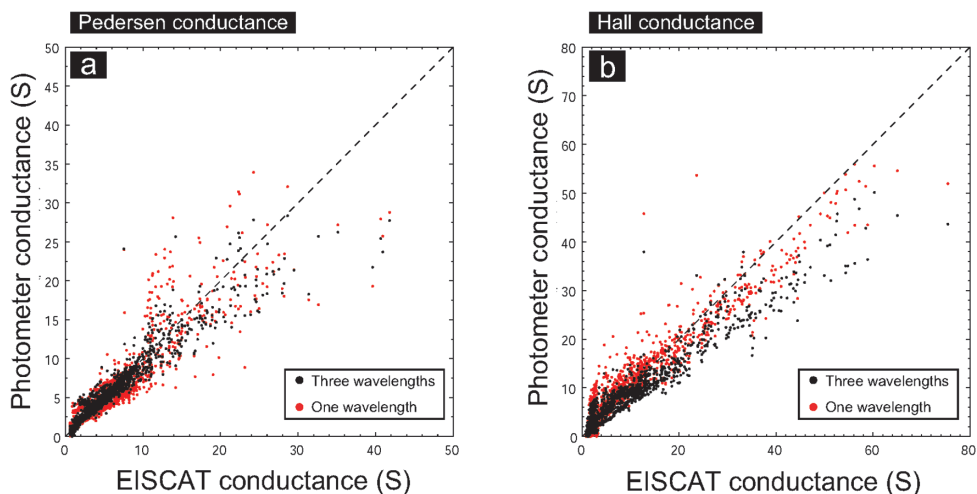 Pedersen conductance
a
Photometer conductance (S)
50
45
40
35
30
25
20
15
10
5
0
0 10 20 30 40 50
EISCAT conductance (S)
Three wavelengths
One wavelength
Hall conductance
b
Photometer conductance (S)
80
70
60
50
40
30
20
10
0
0 20 40 60 80
EISCAT conductance (S)
Three wavelengths
One wavelength